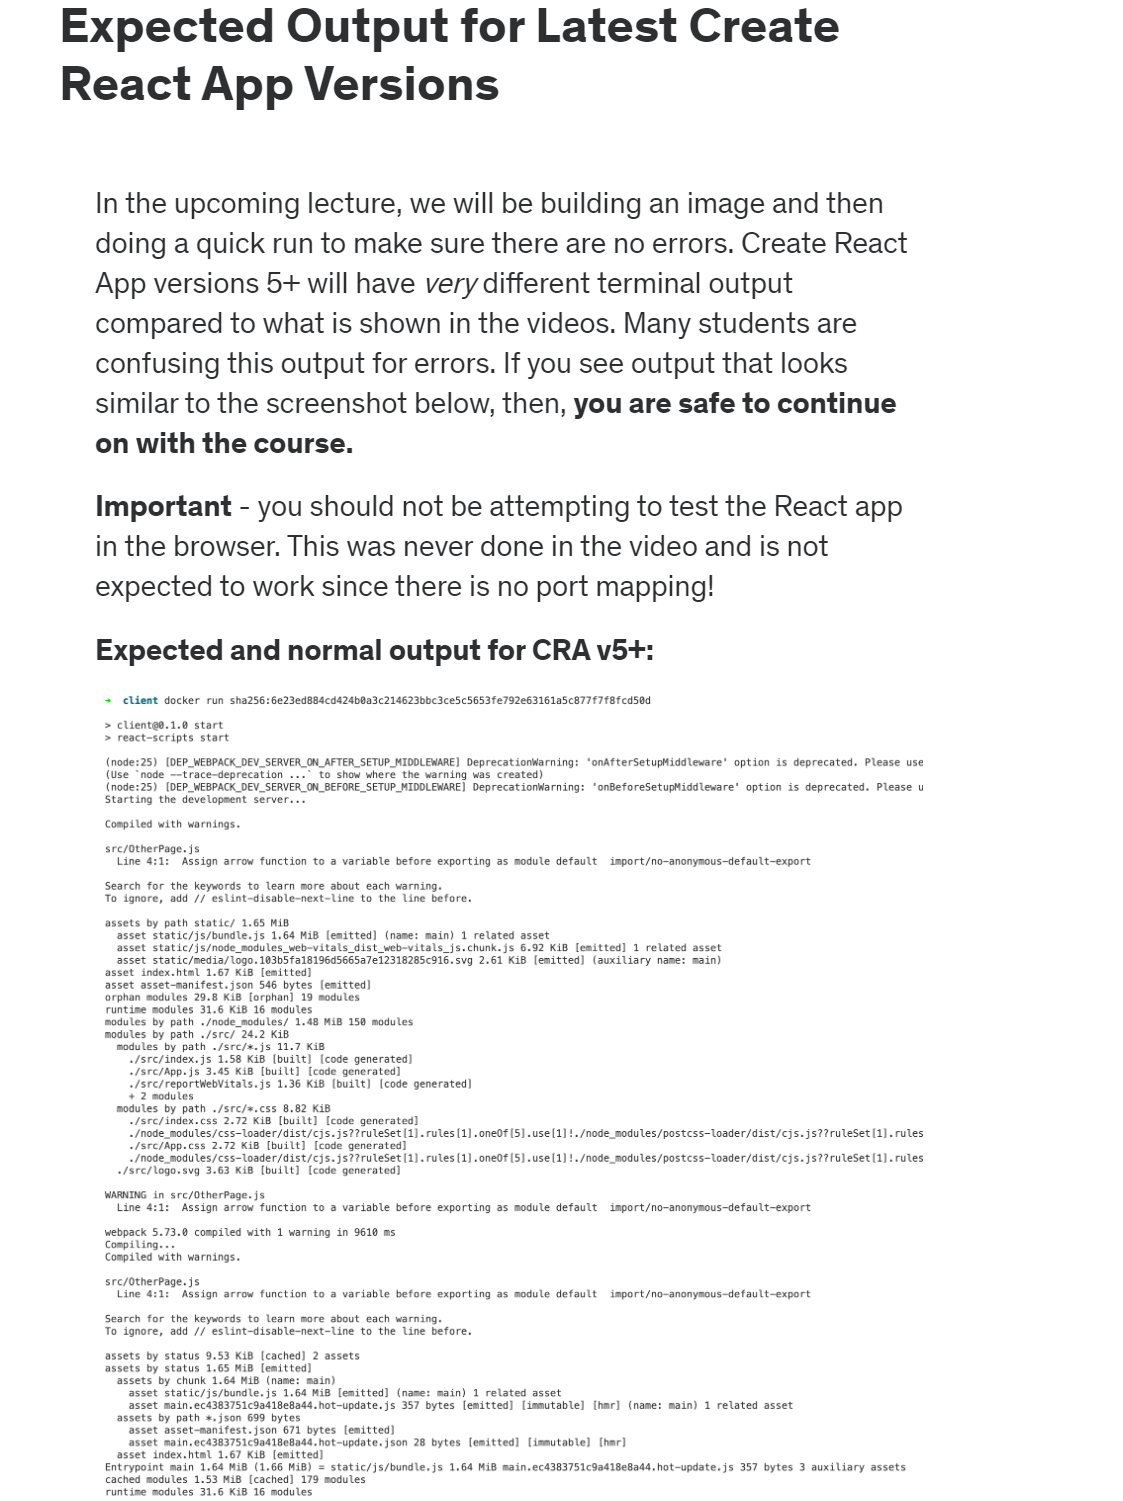 Expected Output for Latest Create
React App Versions
In the upcoming lecture, we will be building an image and then
doing a quick run to make sure there are no errors. Create React
App versions 5+ will have very different terminal output
compared to what is shown in the videos. Many students are
confusing this output for errors. If you see output that looks
similar to the screenshot below, then, you are safe to continue
on with the course.
Important - you should not be attempting to test the React app
in the browser. This was never done in the video and is not
expected to work since there is no port mapping!
Expected and normal output for CRA v5+:
→ client docker run sha256:6e23ed884cd424b0a3c214623bbc3ce5c5653fe792e63161a5c877f7f8fcd50d
> client@0.1.0 start
> react-scripts start
(node:25) [DEP_WEBPACK_DEV_SERVER_ON_AFTER_SETUP_MIDDLEWARE] DeprecationWarning: 'onAfterSetupMiddleware' option is deprecated. Please use
(Use `node --trace-deprecation ...` to show where the warning was created)
(node:25) [DEP_WEBPACK_DEV_SERVER_ON_BEFORE_SETUP_MIDDLEWARE] DeprecationWarning: 'onBeforeSetupMiddleware' option is deprecated. Please u
Starting the development server...
Compiled with warnings.
src/OtherPage.js
Line 4:1: Assign arrow function to a variable before exporting as module default import/no-anonymous-default-export
Search for the keywords to learn more about each warning.
To ignore, add // eslint-disable-next-line to the line before.
assets by path static/ 1.65 MiB
asset static/js/bundle.js 1.64 MiB [emitted] (name: main) 1 related asset
asset static/js/node_modules_web-vitals_dist_web-vitals_js.chunk.js 6.92 KiB [emitted] 1 related asset
asset static/media/logo.103b5fa18196d5665a7e12318285c916.svg 2.61 KiB [emitted] (auxiliary name: main)
asset index.html 1.67 KiB [emitted]
asset asset-manifest.json 546 bytes [emitted]
orphan modules 29.8 KiB [orphan] 19 modules
runtime modules 31.6 KiB 16 modules
modules by path ./node_modules/ 1.48 MiB 150 modules
modules by path ./src/ 24.2 KiB
modules by path ./src/*.js 11.7 KiB
./src/index.js 1.58 KiB [built] [code generated]
./src/App.js 3.45 KiB [built] [code generated]
./src/reportWebVitals.js 1.36 KiB [built] [code generated]
+ 2 modules
modules by path ./src/*.css 8.82 KiB
./src/index.css 2.72 KiB [built] [code generated]
./node_modules/css-loader/dist/cjs.js??ruleSet[1].rules[1].oneOf[5].use[1]!./node_modules/postcss-loader/dist/cjs.js??ruleSet[1].rules
./src/App.css 2.72 KiB [built] [code generated]
./node_modules/css-loader/dist/cjs.js??ruleSet[1].rules[1].oneOf[5].use[1]!./node_modules/postcss-loader/dist/cjs.js??ruleSet[1].rules
./src/logo.svg 3.63 KiB [built] [code generated]
WARNING in src/OtherPage.js
Line 4:1: Assign arrow function to a variable before exporting as module default import/no-anonymous-default-export
webpack 5.73.0 compiled with 1 warning in 9610 ms
Compiling...
Compiled with warnings.
src/OtherPage.js
Line 4:1: Assign arrow function to a variable before exporting as module default import/no-anonymous-default-export
Search for the keywords to learn more about each warning.
To ignore, add // eslint-disable-next-line to the line before.
assets by status 9.53 KiB [cached] 2 assets
assets by status 1.65 MiB [emitted]
assets by chunk 1.64 MiB (name: main)
asset static/js/bundle.js 1.64 MiB [emitted] (name: main) 1 related asset
asset main.ec4383751c9a418e8a44.hot-update.js 357 bytes [emitted] [immutable] [hmr] (name: main) 1 related asset
assets by path *.json 699 bytes
asset asset-manifest.json 671 bytes [emitted]
asset main.ec4383751c9a418e8a44.hot-update.json 28 bytes [emitted] [immutable] [hmr]
asset index.html 1.67 KiB [emitted]
Entrypoint main 1.64 MiB (1.66 MiB) = static/js/bundle.js 1.64 MiB main.ec4383751c9a418e8a44.hot-update.js 357 bytes 3 auxiliary assets
cached modules 1.53 MiB [cached] 179 modules
runtime modules 31.6 KiB 16 modules